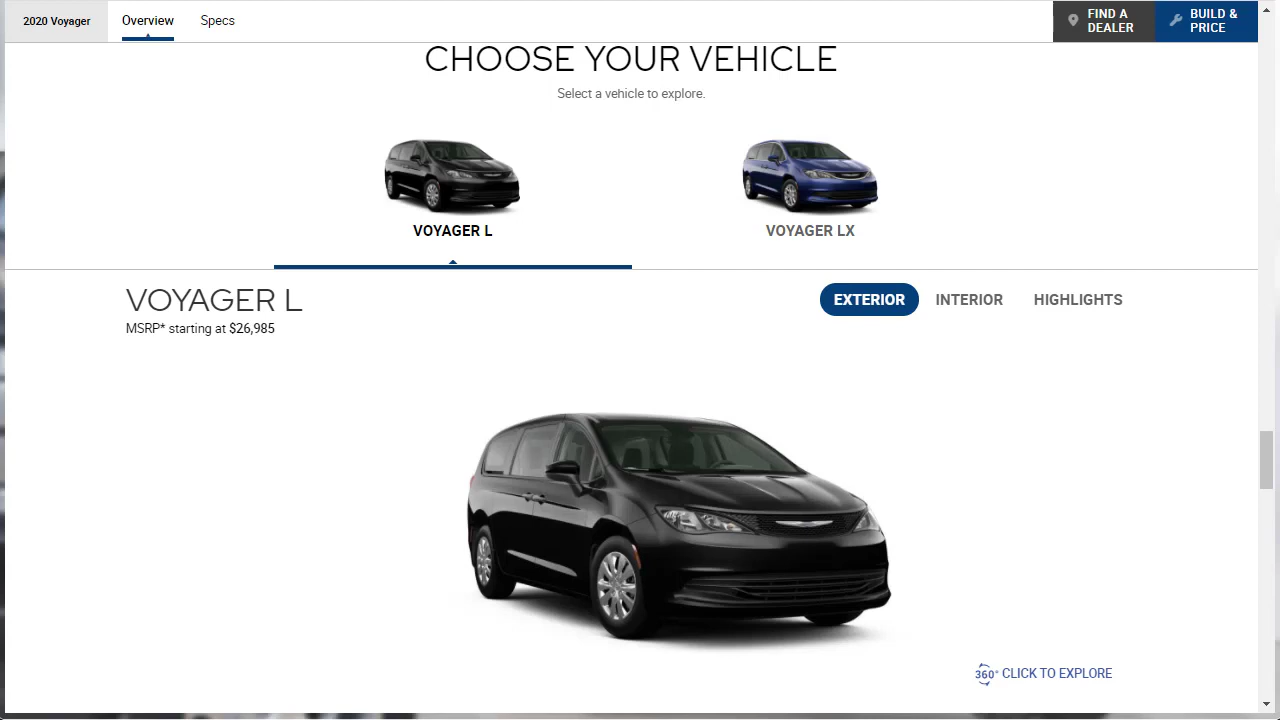 2020 Voyager
Overview
Specs
FIND A
DEALER
BUILD &
PRICE
CHOOSE YOUR VEHICLE
Select a vehicle to explore.
VOYAGER L
VOYAGER LX
VOYAGER L
MSRP* starting at $26,985
EXTERIOR
INTERIOR
HIGHLIGHTS
360° CLICK TO EXPLORE